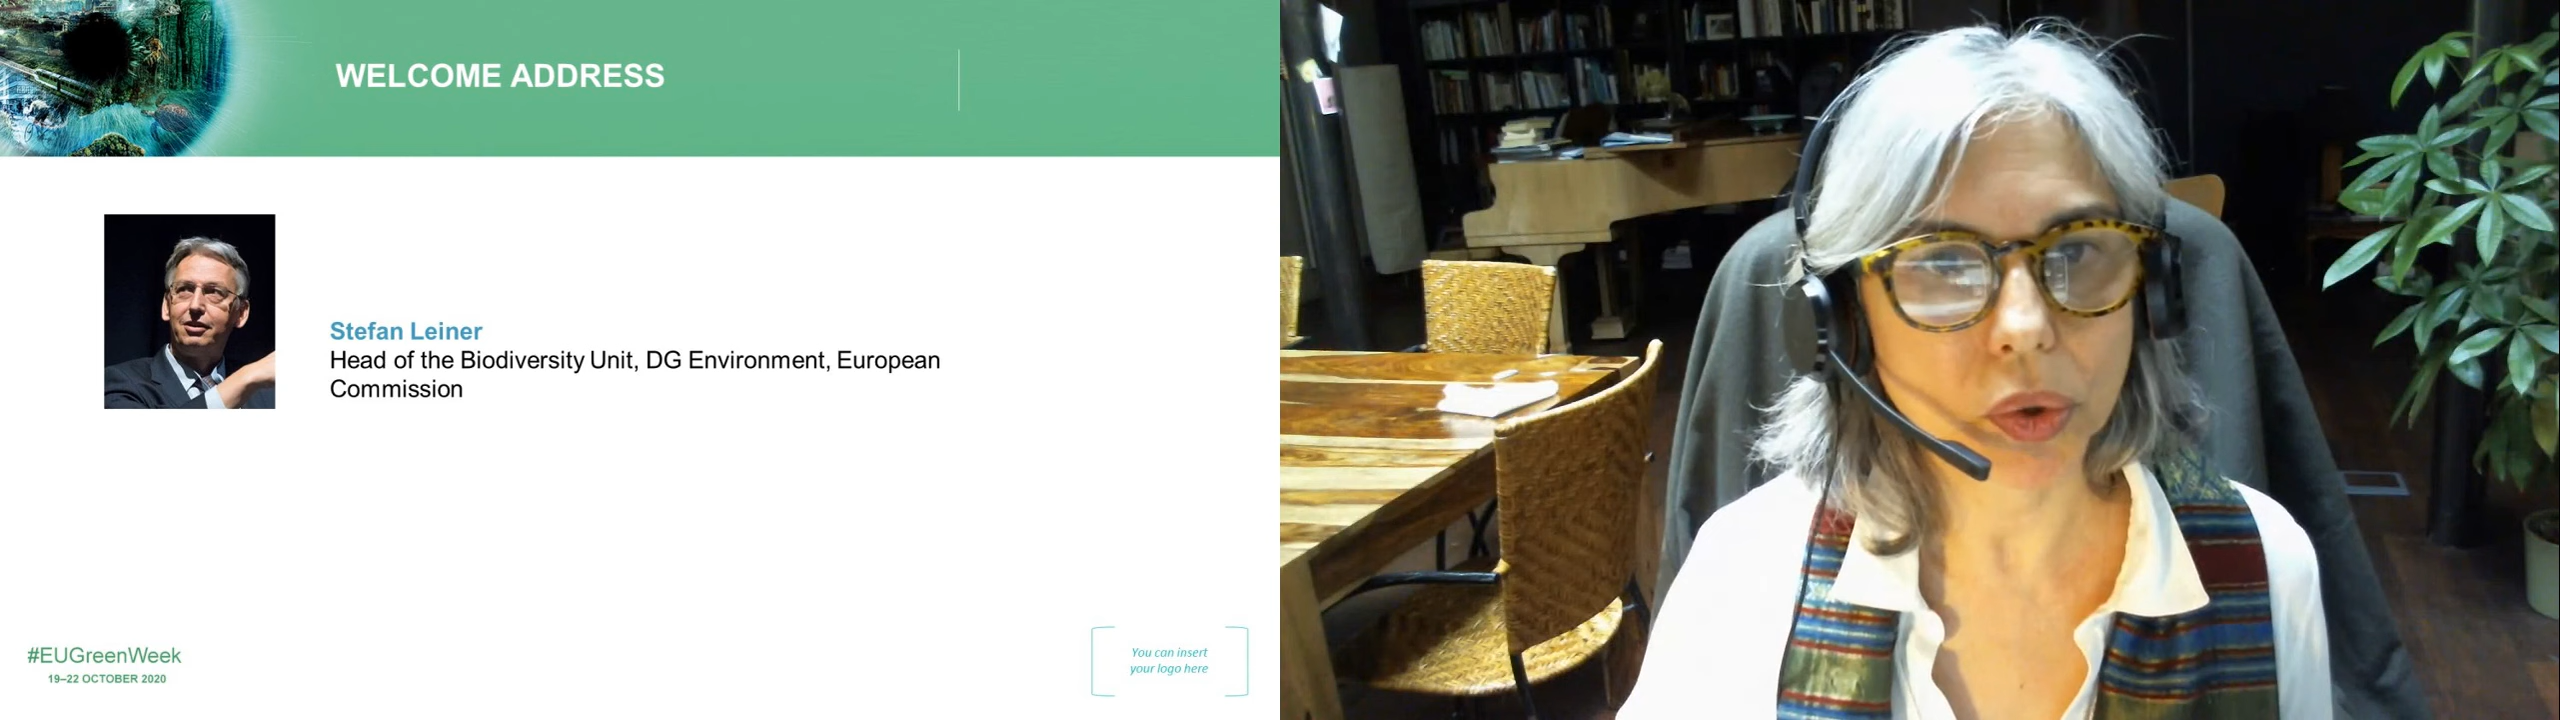 WELCOME ADDRESS
Stefan Leiner
Head of the Biodiversity Unit, DG Environment, European
Commission
#EUGreenWeek
19–22 OCTOBER 2020
You can insert
your logo here